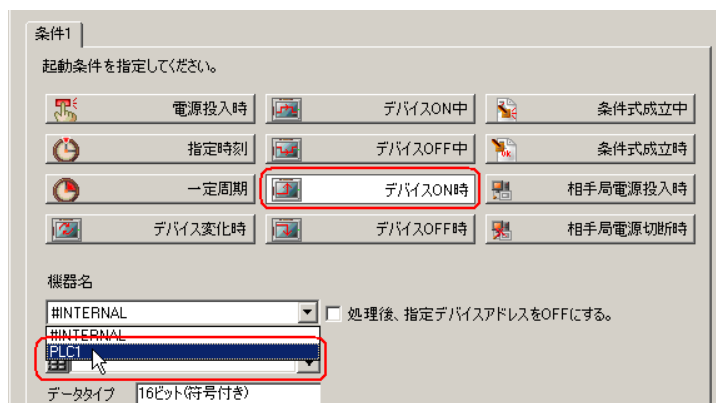 条件1
起動条件を指定してください。
電源投入時 デバイスON中 条件式成立中
指定時刻 デバイスOFF中 条件式成立時
一定周期 デバイスON時 相手局電源投入時
デバイス変化時 デバイスOFF時 相手局電源切断時
機器名
#INTERNAL 処理後、指定デバイスアドレスをOFFにする。
#INTERNAL
PLC1
データタイプ 16ビット(符号付き)